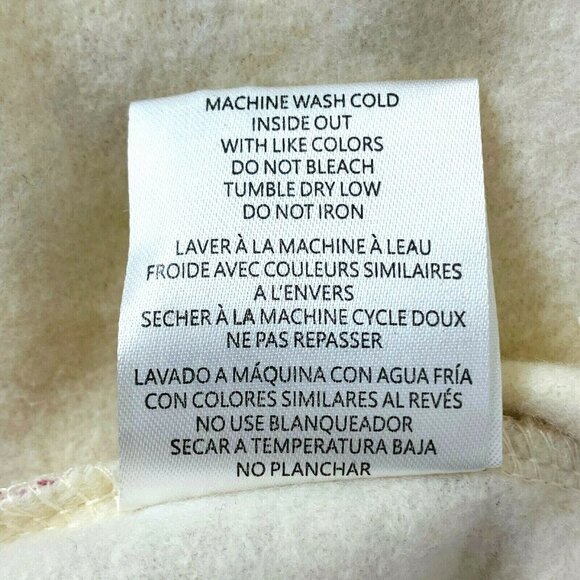 MACHINE WASH COLD
INSIDE OUT
WITH LIKE COLORS
DO NOT BLEACH
TUMBLE DRY LOW
DO NOT IRON
LAVER À LA MACHINE À LEAU
FROIDE AVEC COULEURS SIMILAIRES
A L'ENVERS
SECHER À LA MACHINE CYCLE DOUX
NE PAS REPASSER
LAVADO A MÁQUINA CON AGUA FRÍA
CON COLORES SIMILARES AL REVÉS
NO USE BLANQUEADOR
SECAR A TEMPERATURA BAJA
NO PLANCHAR